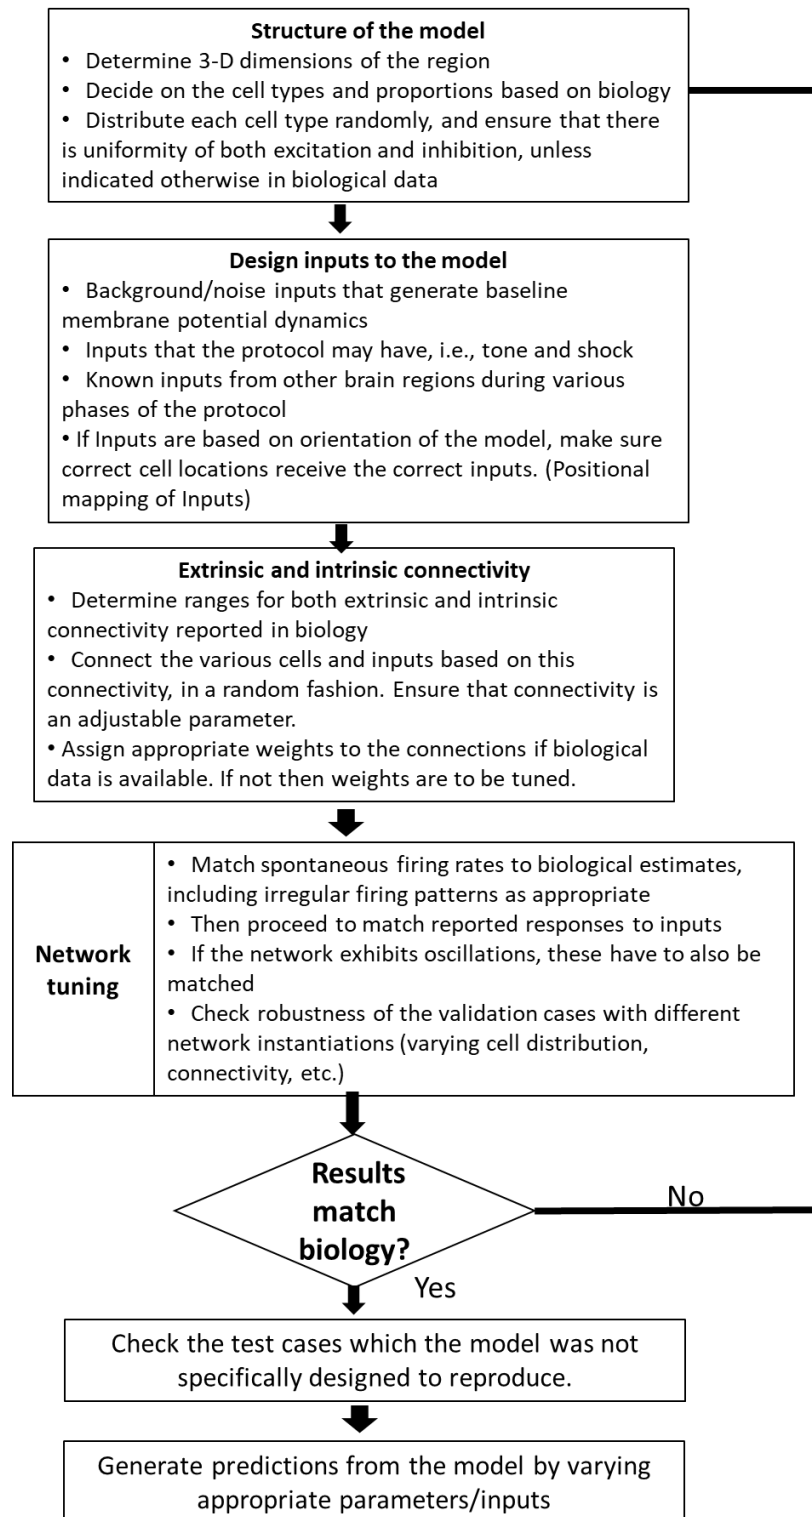 Structure of the model
• Determine 3-D dimensions of the region
• Decide on the cell types and proportions based on biology
• Distribute each cell type randomly, and ensure that there
is uniformity of both excitation and inhibition, unless
indicated otherwise in biological data
Design inputs to the model
• Background/noise inputs that generate baseline
membrane potential dynamics
• Inputs that the protocol may have, i.e., tone and shock
• Known inputs from other brain regions during various
phases of the protocol
• If Inputs are based on orientation of the model, make sure
correct cell locations receive the correct inputs. (Positional
mapping of Inputs)
Extrinsic and intrinsic connectivity
• Determine ranges for both extrinsic and intrinsic
connectivity reported in biology
• Connect the various cells and inputs based on this
connectivity, in a random fashion. Ensure that connectivity is
an adjustable parameter.
• Assign appropriate weights to the connections if biological
data is available. If not then weights are to be tuned.
Network
tuning
• Match spontaneous firing rates to biological estimates,
including irregular firing patterns as appropriate
• Then proceed to match reported responses to inputs
• If the network exhibits oscillations, these have to also be
matched
• Check robustness of the validation cases with different
network instantiations (varying cell distribution,
connectivity, etc.)
Results
match
biology?
No
Yes
Check the test cases which the model was not
specifically designed to reproduce.
Generate predictions from the model by varying
appropriate parameters/inputs